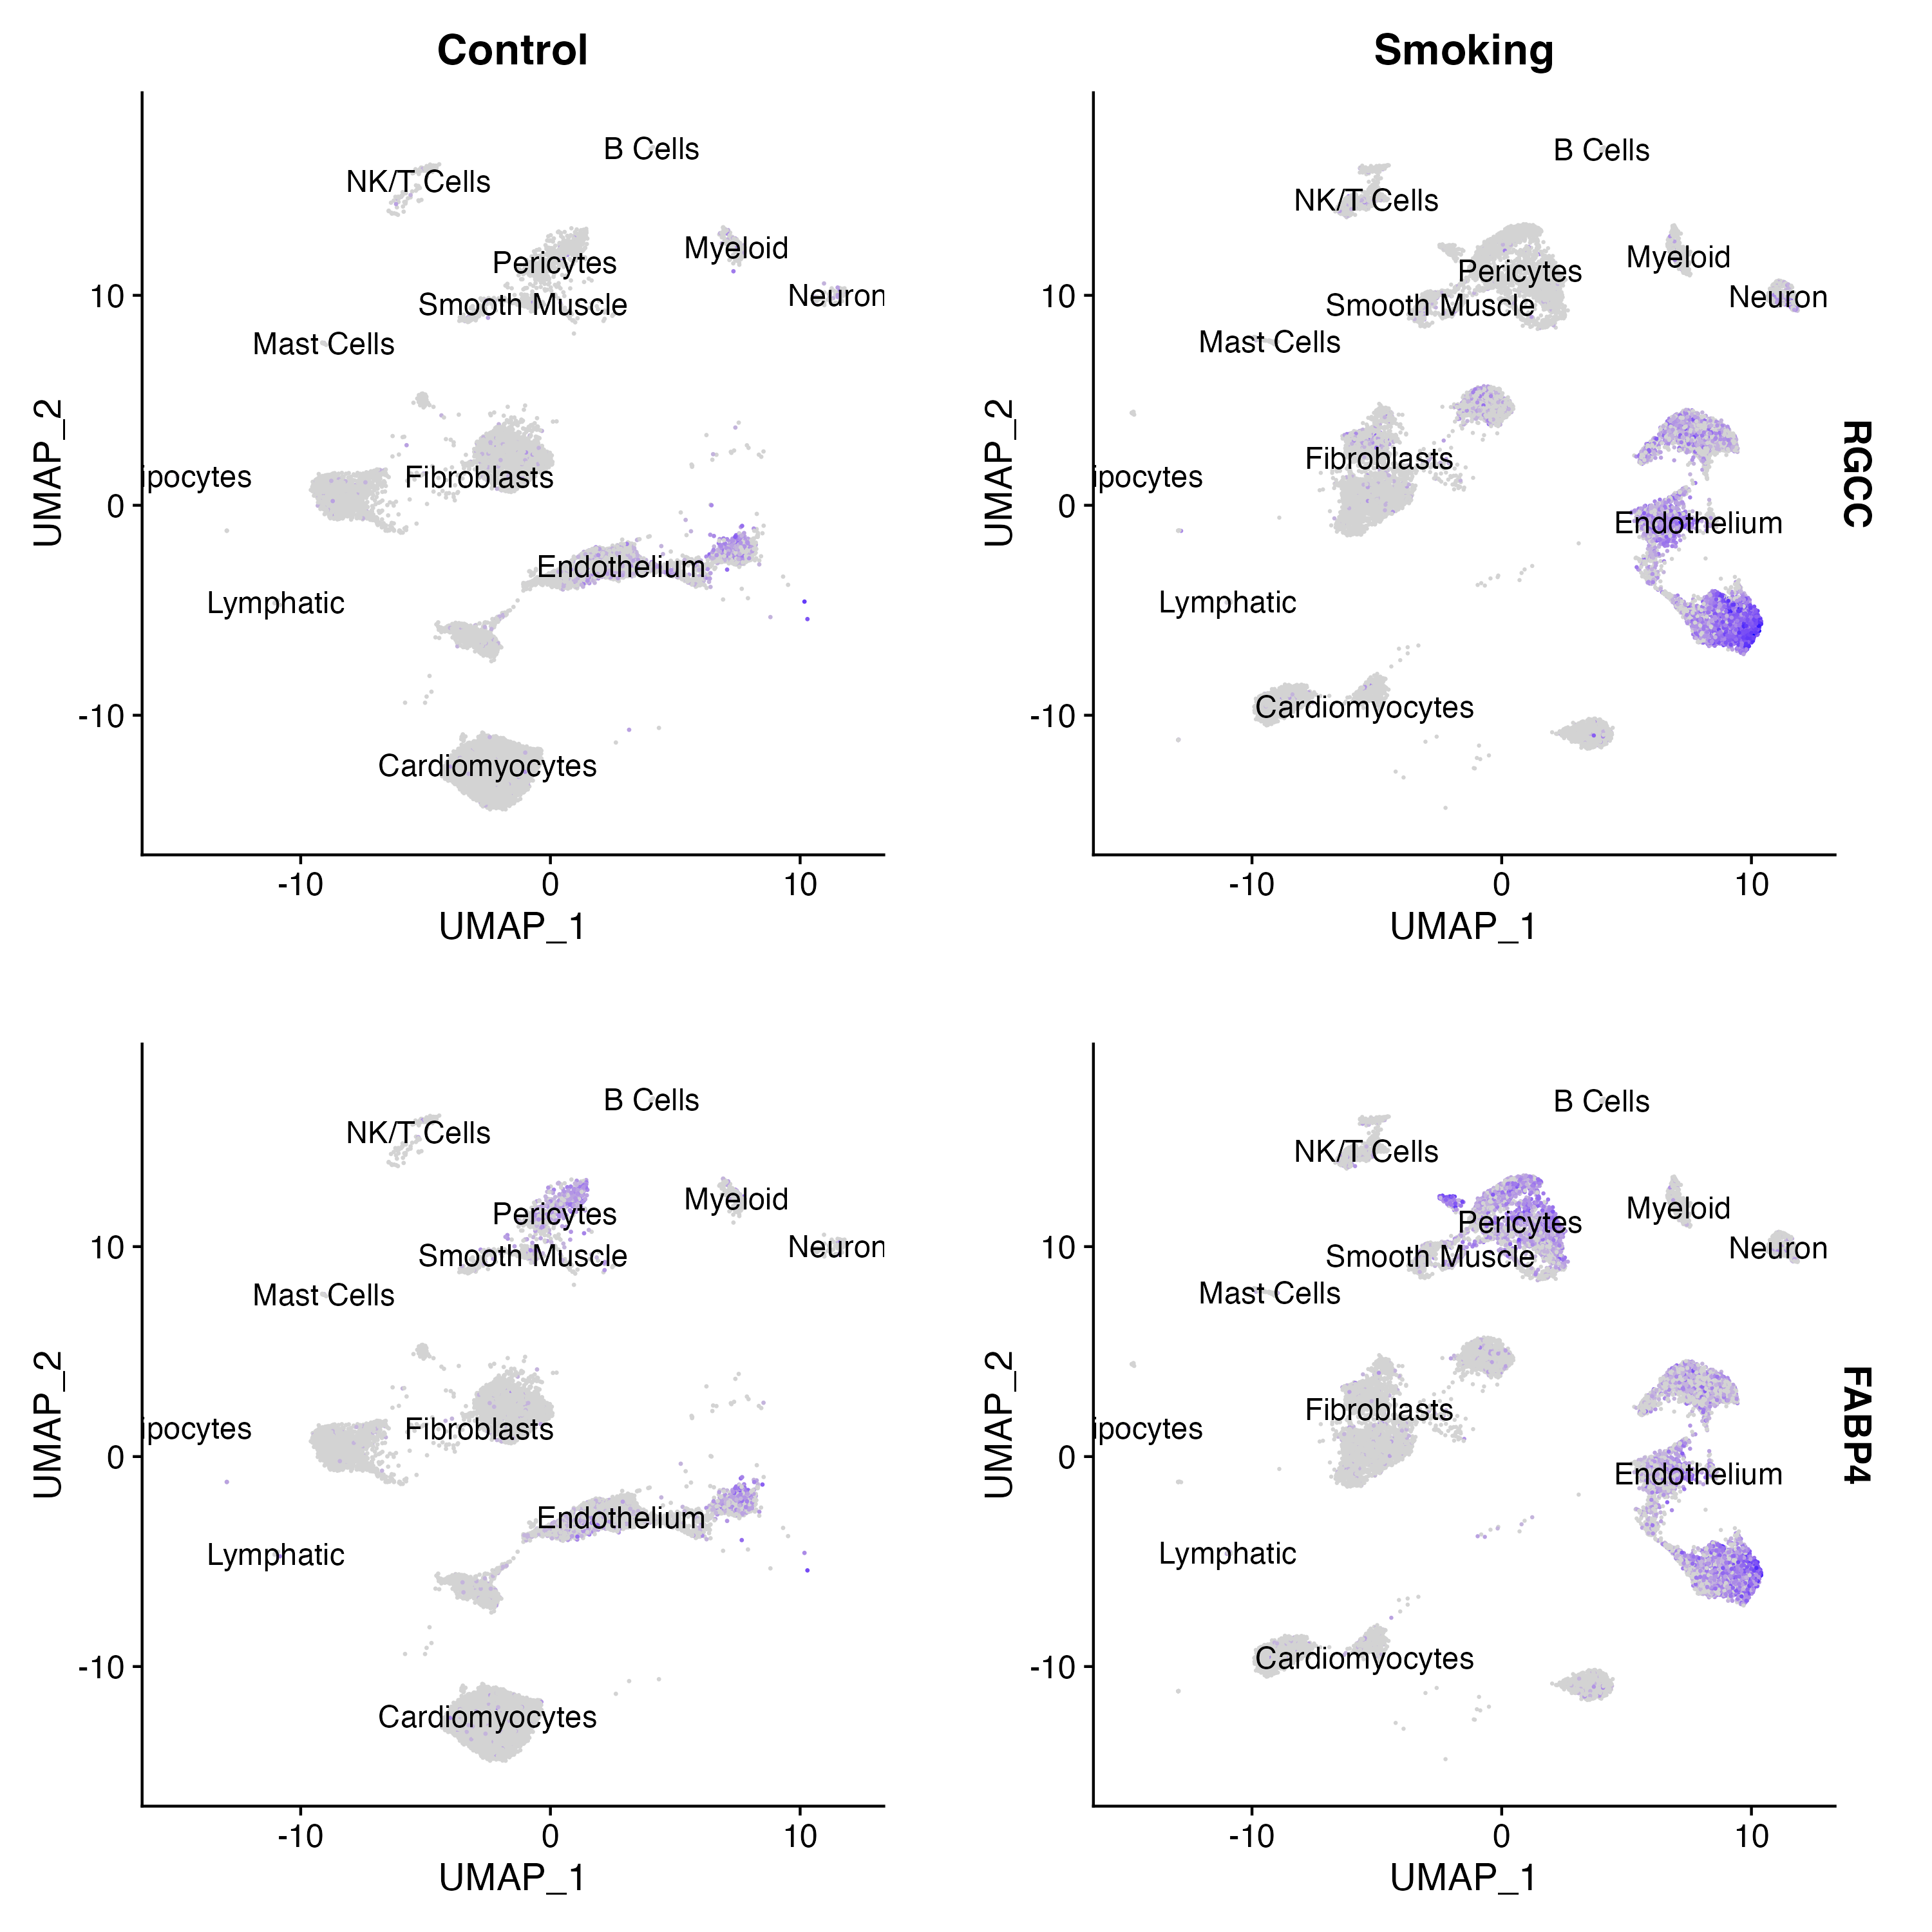 Control
Smoking
B Cells
NK/T Cells
Pericytes
Myeloid
Smooth Muscle
Neuron
Mast Cells
ipocytes
Fibroblasts
Endothelium
Lymphatic
Cardiomyocytes
10
0
-10
UMAP_2
-10
0
10
UMAP_1
B Cells
NK/T Cells
Myeloid
Pericytes
Neuron
Smooth Muscle
Mast Cells
Fibroblasts
ipocytes
Endothelium
Lymphatic
Cardiomyocytes
10
0
-10
UMAP_2
-10
0
10
UMAP_1
RGCC
B Cells
NK/T Cells
Pericytes
Myeloid
Smooth Muscle
Neuron
Mast Cells
ipocytes
Fibroblasts
Endothelium
Lymphatic
Cardiomyocytes
10
0
-10
UMAP_2
-10
0
10
UMAP_1
B Cells
NK/T Cells
Myeloid
Pericytes
Neuron
Smooth Muscle
Mast Cells
Fibroblasts
ipocytes
Endothelium
Lymphatic
Cardiomyocytes
10
0
-10
UMAP_2
-10
0
10
UMAP_1
FABP4